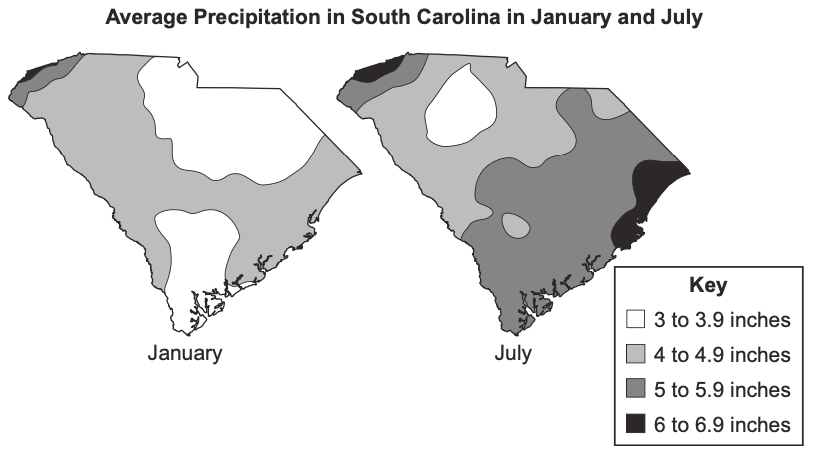 Average Precipitation in South Carolina in January and July
January
July
Key
3 to 3.9 inches
4 to 4.9 inches
5 to 5.9 inches
6 to 6.9 inches